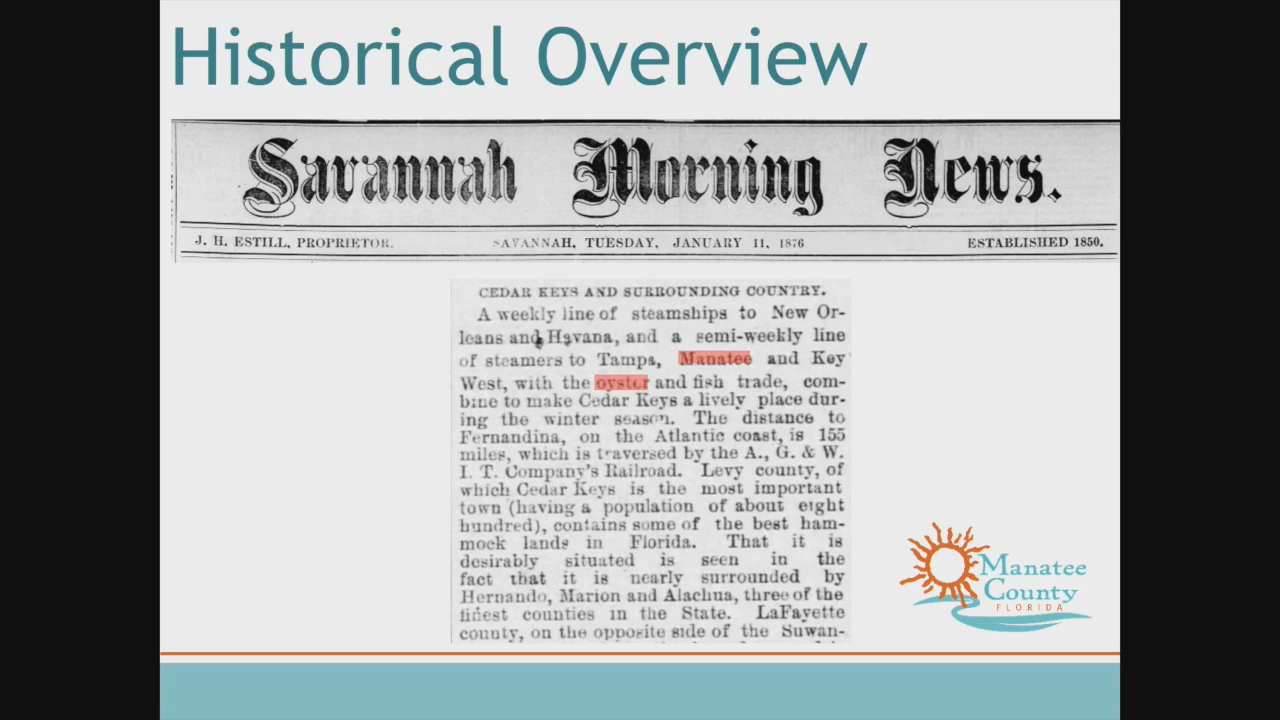 Historical Overview
Savannah Morning News.
J. H. ESTILL, PROPRIETOR. SAVANNAH, TUESDAY, JANUARY 11, 1876 ESTABLISHED 1850.
CEDAR KEYS AND SURROUNDING COUNTRY.
A weekly line of steamships to New Or-
leans and Havana, and a semi-weekly line
of steamers to Tampa, Manatee and Key
West, with the oyster and fish trade, com-
bine to make Cedar Keys a lively place dur-
ing the winter season. The distance to
Fernandina, on the Atlantic coast, is 155
miles, which is traversed by the A., G. & W.
I. T. Company's Railroad. Levy county, of
which Cedar Keys is the most important
town (having a population of about eight
hundred), contains some of the best ham-
mock lands in Florida. That it is
desirably situated is seen in the
fact that it is nearly surrounded by
Hernando, Marion and Alachua, three of the
finest counties in the State. LaFayette
county, on the opposite side of the Suwan-
Manatee
County
FLORIDA